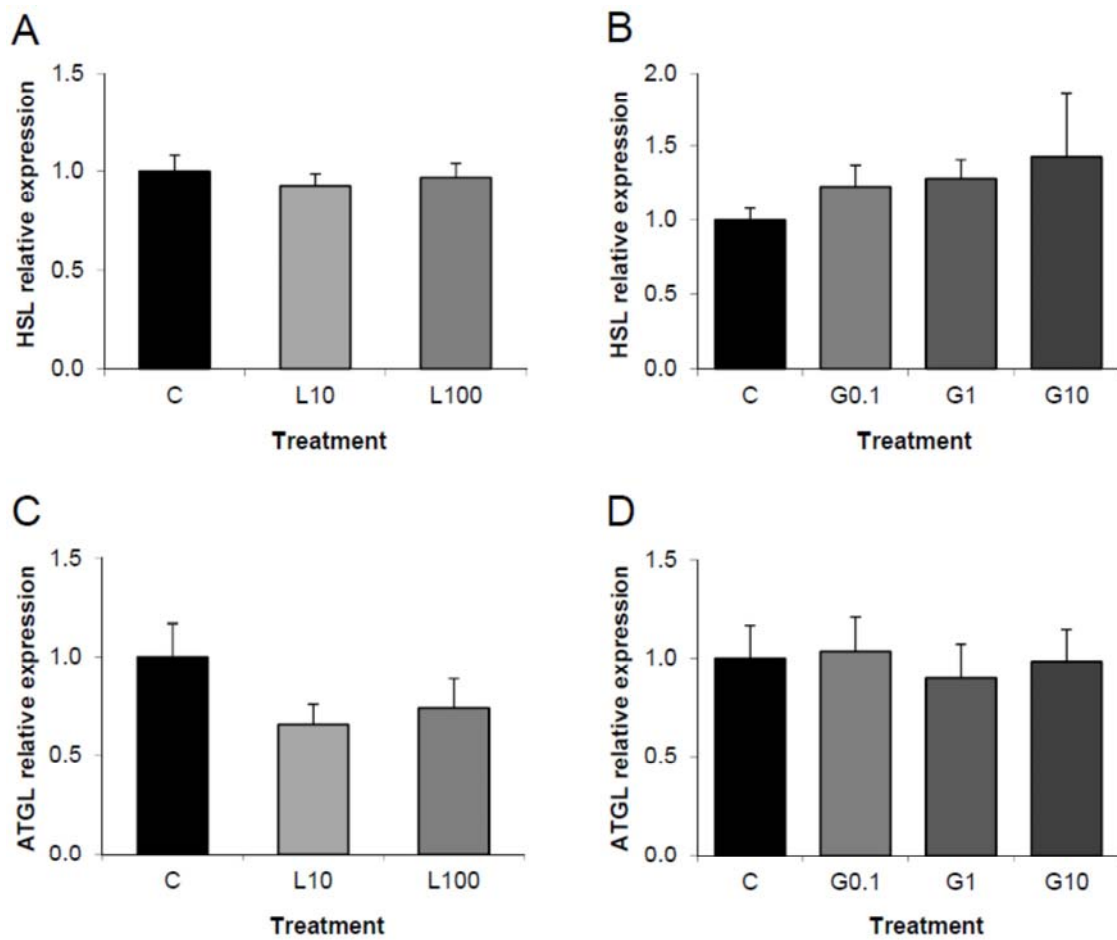 A
HSL relative expression
1.5
1.0
0.5
0.0
C L10 L100
Treatment
B
HSL relative expression
2.0
1.5
1.0
0.5
0.0
C G0.1 G1 G10
Treatment
C
ATGL relative expression
1.5
1.0
0.5
0.0
C L10 L100
Treatment
D
ATGL relative expression
1.5
1.0
0.5
0.0
C G0.1 G1 G10
Treatment